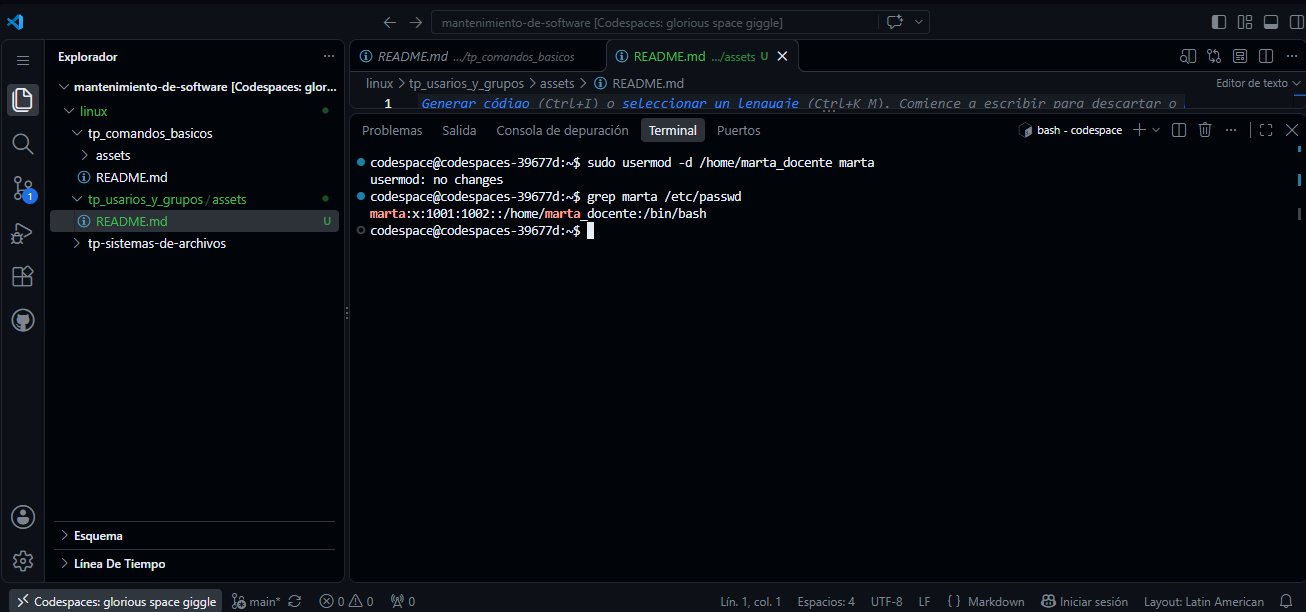 mantenimiento-de-software [Codespaces: glorious space giggle]
Explorador
mantenimiento-de-software [Codespaces: glor...
linux
tp_comandos_basicos
assets
README.md
tp_usarios_y_grupos / assets
README.md U
tp-sistemas-de-archivos
Esquema
Línea De Tiempo
README.md .../tp_comandos_basicos
README.md .../assets U
linux > tp_usarios_y_grupos > assets > README.md
Editor de texto
1 Generar código (Ctrl+I) o seleccionar un lenguaje (Ctrl+K M). Comience a escribir para descartar o
Problemas Salida Consola de depuración Terminal Puertos
bash - codespace
codespace@codespaces-39677d:~$ sudo usermod -d /home/marta_docente marta
usermod: no changes
codespace@codespaces-39677d:~$ grep marta /etc/passwd
marta:x:1001:1002::/home/marta_docente:/bin/bash
codespace@codespaces-39677d:~$
1
Codespaces: glorious space giggle main* 0 0 0
Lín. 1, col. 1 Espacios: 4 UTF-8 LF { } Markdown Iniciar sesión Layout: Latin American